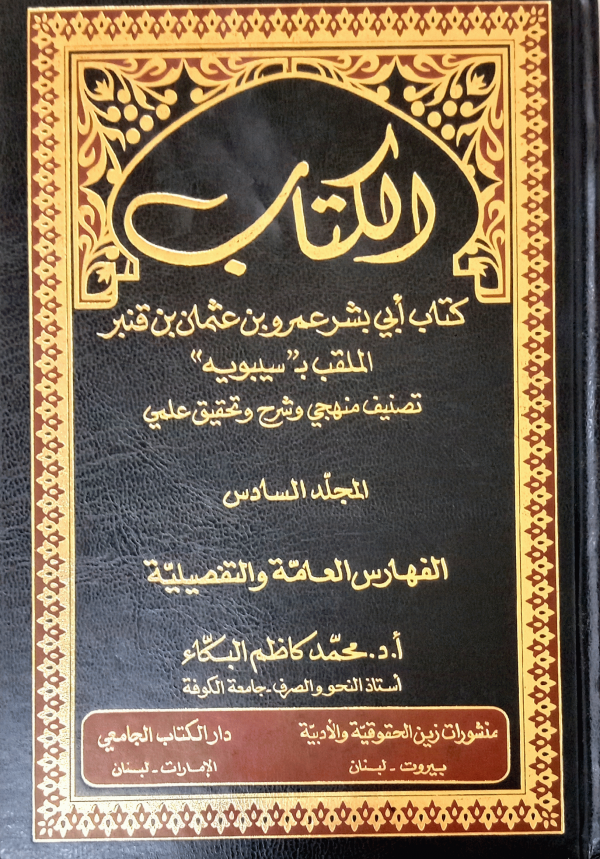 الكتاب
كتاب أبي بشر عمرو بن عثمان بن قنبر
الملقب بـ "سيبويه"
تصنيف منهجي وشرح وتحقيق علمي
المجلّد السادس
الفهارس العامّة والتفصيليّة
أ.د. محمّد كاظم البكّاء
أستاذ النحو والصرف - جامعة الكوفة
منشورات زين الحقوقيّة والأدبيّة
بيروت - لبنان
دار الكتاب الجامعي
الإمارات - لبنان